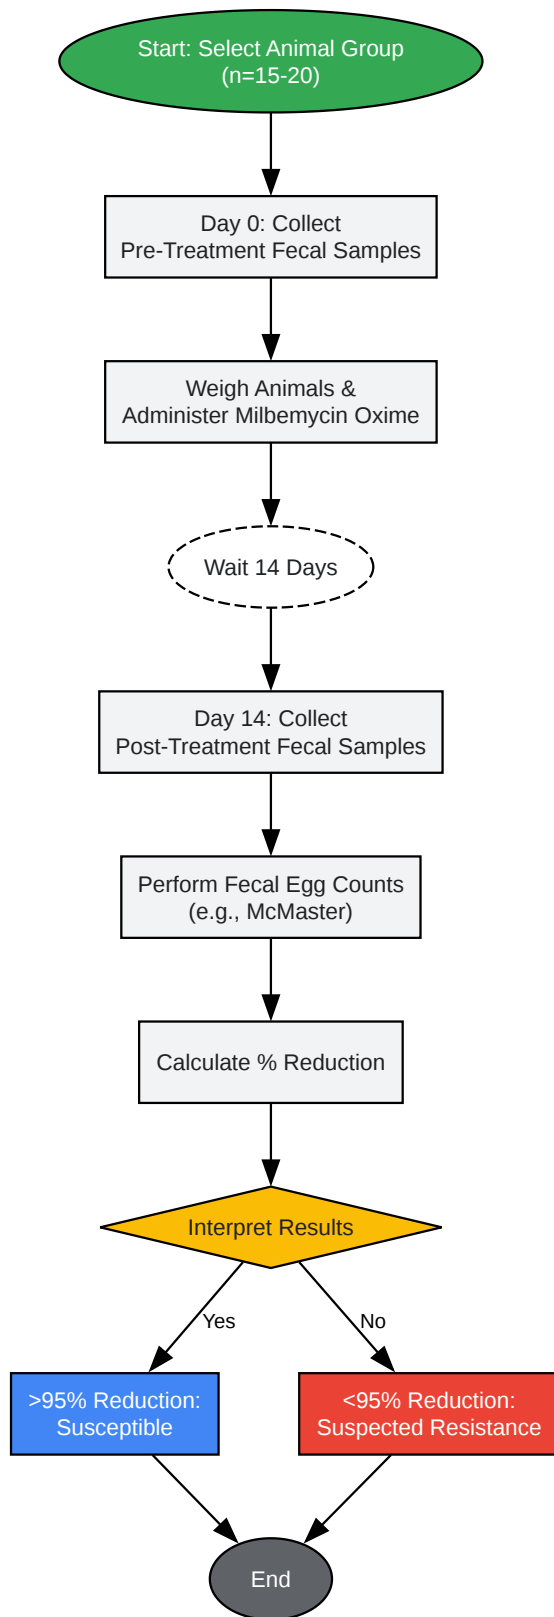 Start: Select Animal Group
(n=15-20)
Day 0: Collect
Pre-Treatment Fecal Samples
Weigh Animals &
Administer Milbemycin Oxime
Wait 14 Days
Day 14: Collect
Post-Treatment Fecal Samples
Perform Fecal Egg Counts
(e.g., McMaster)
Calculate % Reduction
Interpret Results
Yes
No
>95% Reduction:
Susceptible
<95% Reduction:
Suspected Resistance
End